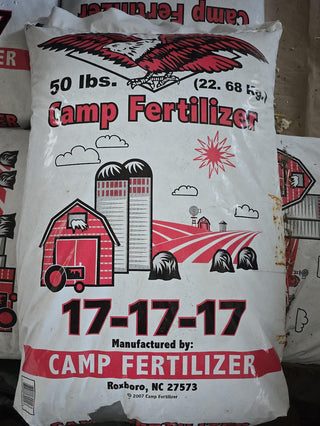 Camp Fertilizer
17
50 lbs. (22. 68 Kg.)
Camp Fertilizer
17-17-17
Manufactured by:
CAMP FERTILIZER
Roxboro, NC 27573
© 2007 Camp Fertilizer